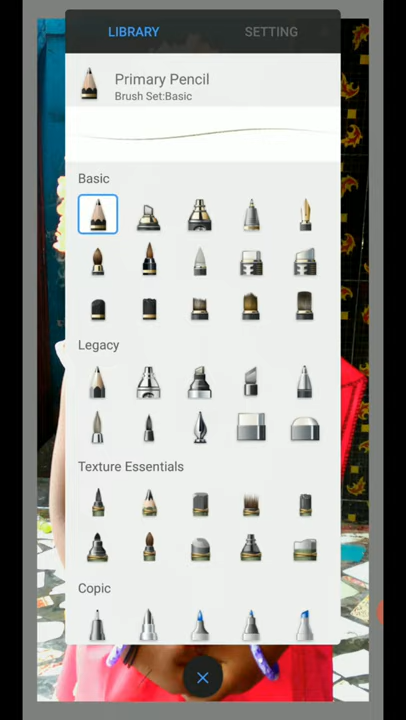 LIBRARY
SETTING
Primary Pencil
Brush Set:Basic
Basic
Legacy
Texture Essentials
Copic